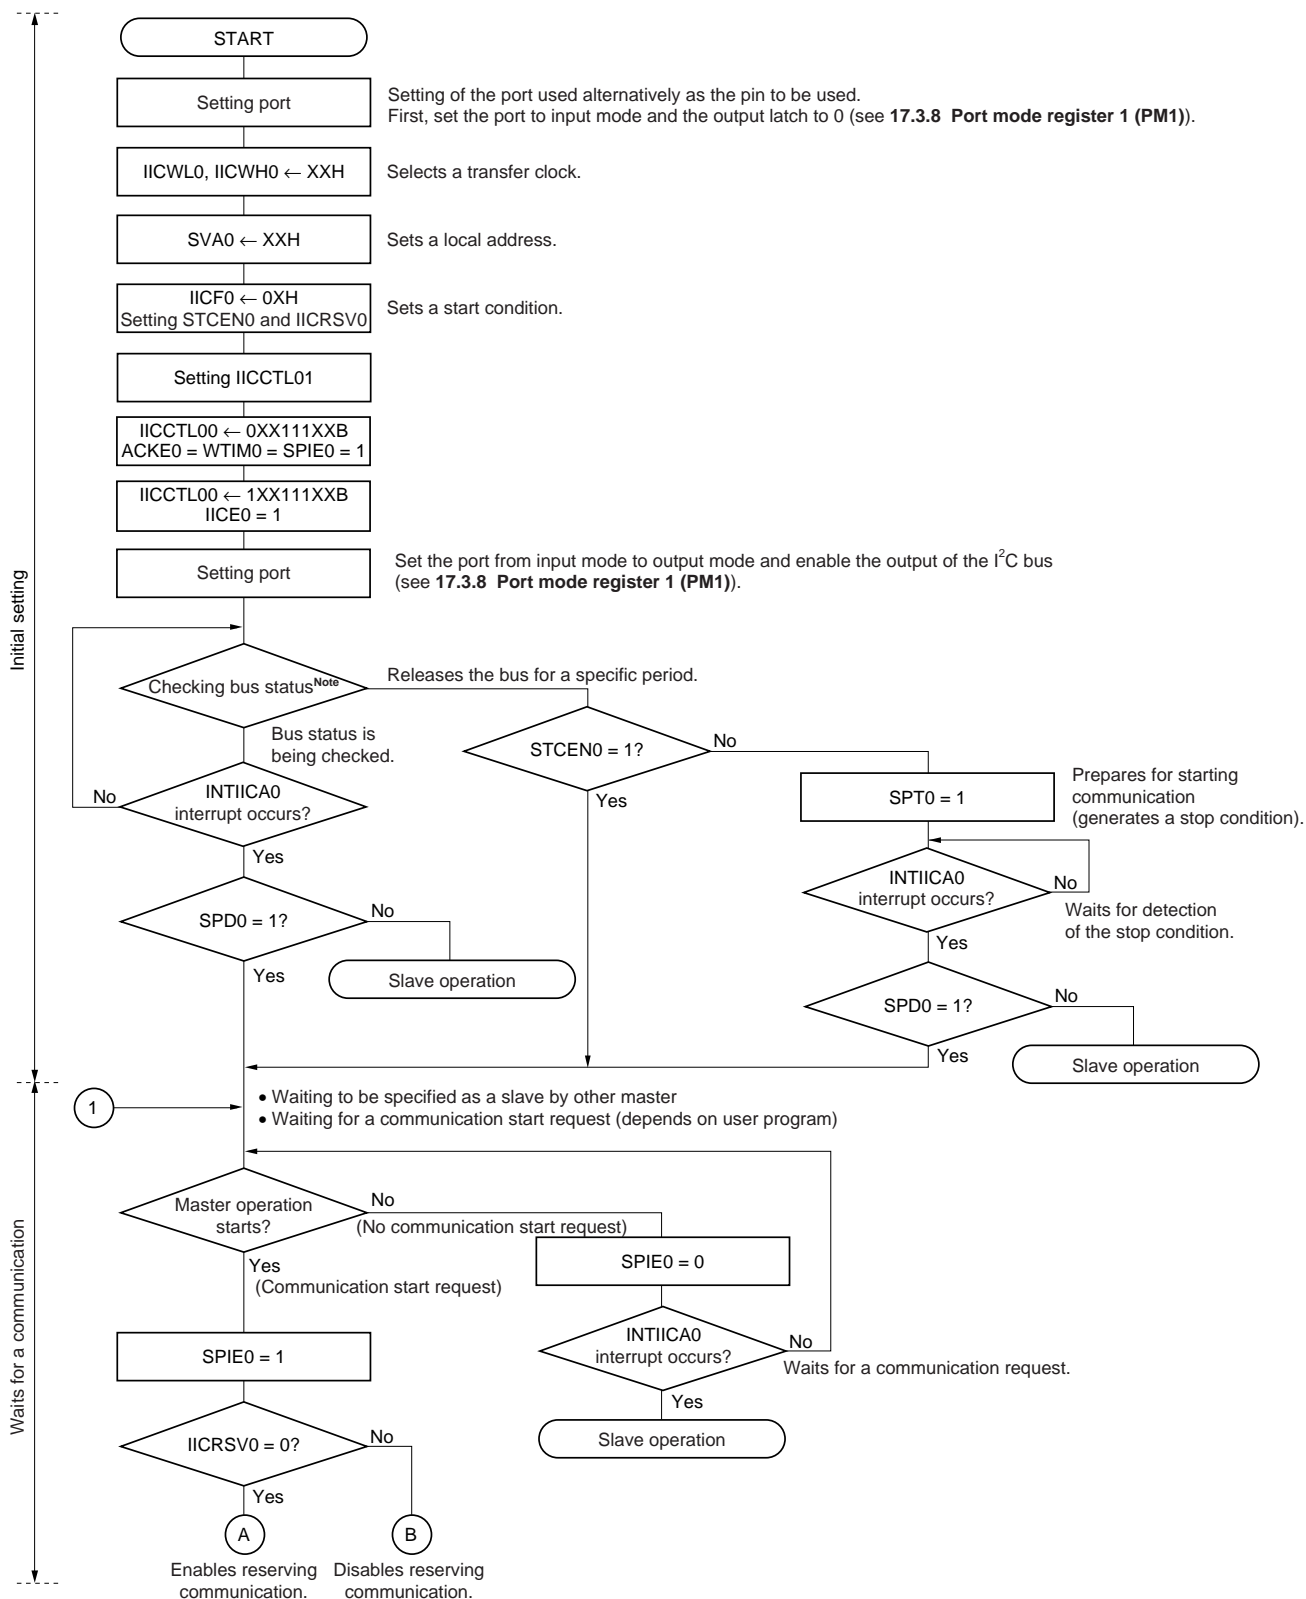 START
Setting port
Setting of the port used alternatively as the pin to be used.
First, set the port to input mode and the output latch to 0 (see 17.3.8 Port mode register 1 (PM1)).
IICWL0, IICWH0 ← XXH
Selects a transfer clock.
SVA0 ← XXH
Sets a local address.
IICF0 ← 0XH
Setting STCEN0 and IICRSV0
Sets a start condition.
Setting IICCTL01
IICCTL00 ← 0XX111XXB
ACKE0 = WTIM0 = SPIE0 = 1
IICCTL00 ← 1XX111XXB
IICE0 = 1
Setting port
Set the port from input mode to output mode and enable the output of the I²C bus
(see 17.3.8 Port mode register 1 (PM1)).
Initial setting
Checking bus statusNote
Releases the bus for a specific period.
Bus status is
being checked.
STCEN0 = 1?
No
Yes
SPT0 = 1
Prepares for starting
communication
(generates a stop condition).
INTIICA0
interrupt occurs?
No
Yes
INTIICA0
interrupt occurs?
No
Waits for detection
of the stop condition.
Yes
SPD0 = 1?
No
Yes
Slave operation
SPD0 = 1?
No
Yes
Slave operation
1
• Waiting to be specified as a slave by other master
• Waiting for a communication start request (depends on user program)
Waits for a communication
Master operation
starts?
No
(No communication start request)
Yes
(Communication start request)
SPIE0 = 0
INTIICA0
interrupt occurs?
No
Waits for a communication request.
Yes
Slave operation
SPIE0 = 1
IICRSV0 = 0?
No
Yes
A
B
Enables reserving
communication.
Disables reserving
communication.